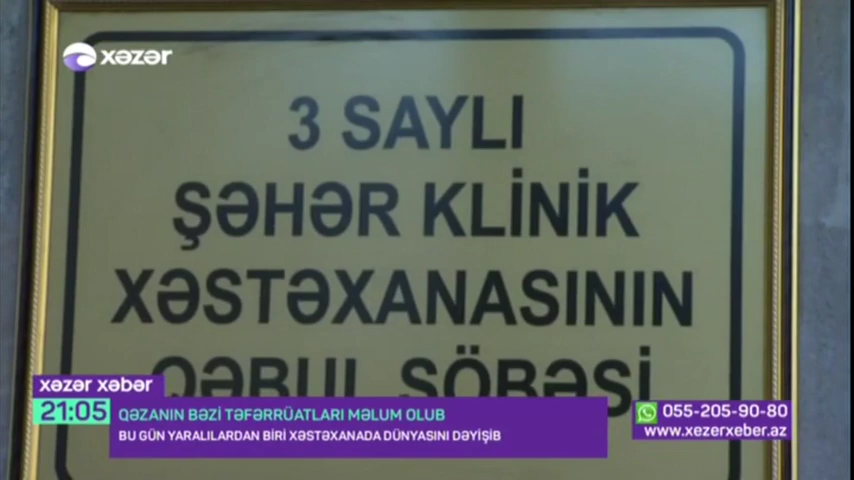 xəzər
3 SAYLI
ŞƏHƏR KLİNİK
XƏSTƏXANASININ
QƏBUL ŞÖBƏSİ
xəzər xəbər
21:05
QƏZANIN BƏZİ TƏFƏRRÜATLARI MƏLUM OLUB
BU GÜN YARALILARDAN BİRİ XƏSTƏXANADA DÜNYASINI DƏYİŞİB
055-205-90-80
www.xezerxeber.az